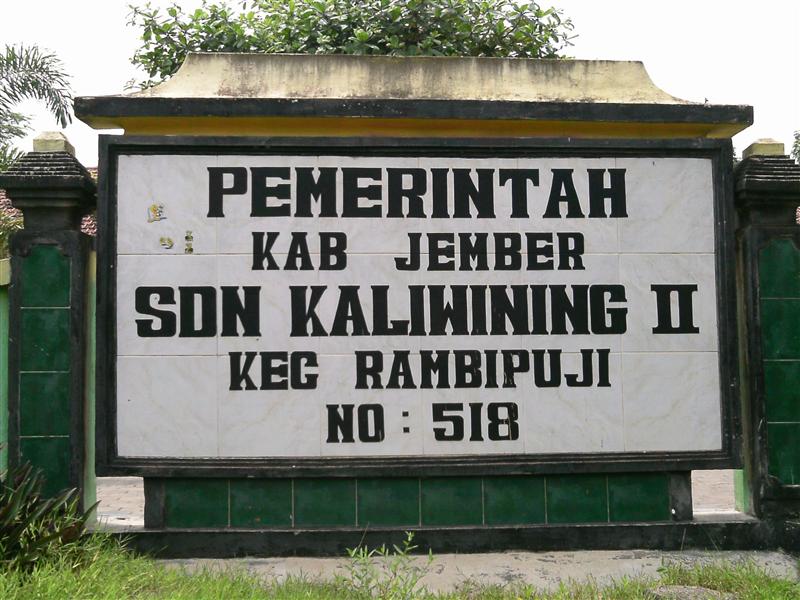 PEMERINTAH
KAB JEMBER
SDN KALIWINING II
KEC RAMBIPUJI
NO : 518